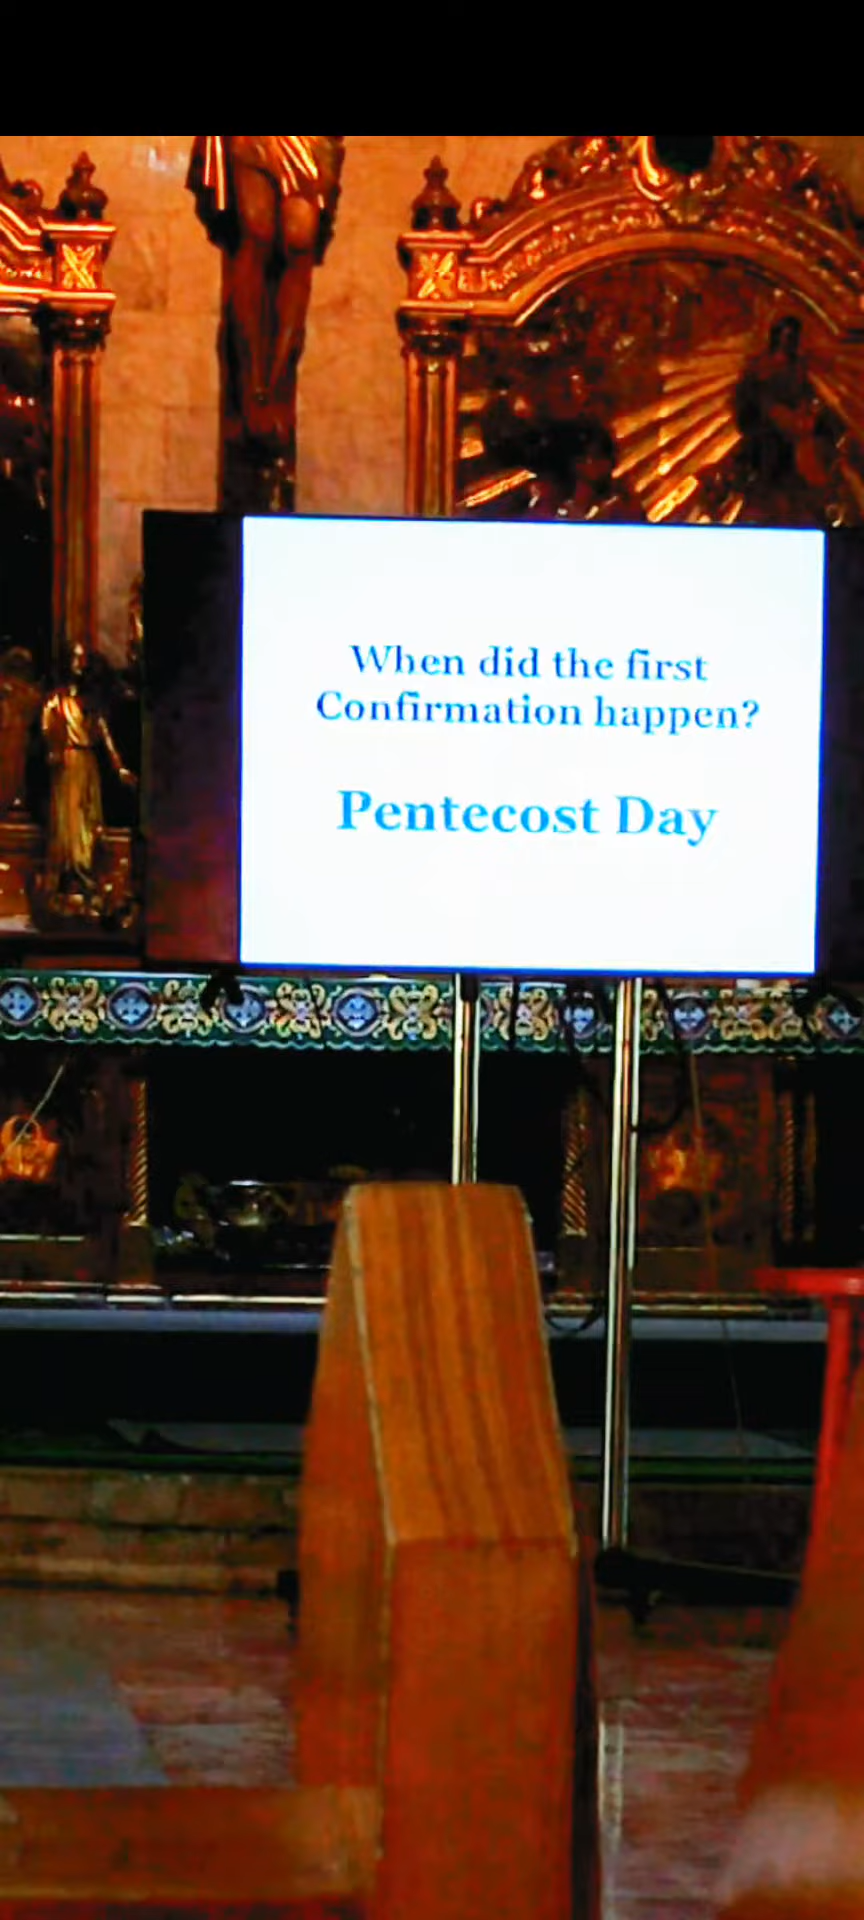 When did the first
Confirmation happen?
Pentecost Day